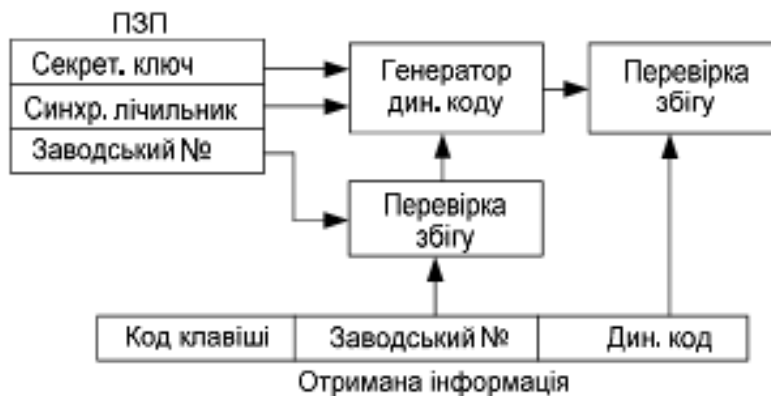 ПЗП
Секрет. ключ
Синхр. лічильник
Заводський №
Генератор
дин. коду
Перевірка
збігу
Перевірка
збігу
Код клавіші
Заводський №
Дин. код
Отримана інформація